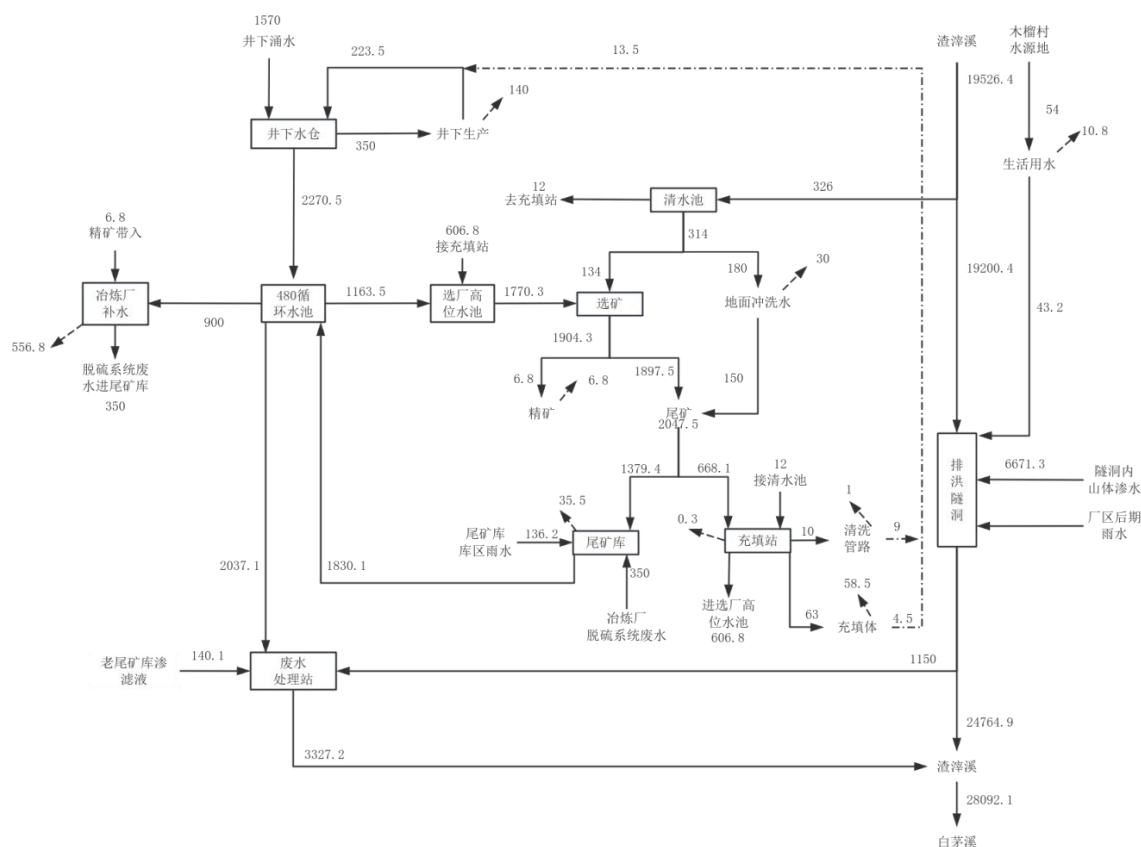 1570
井下涌水
223.5
13.5
渣滓溪
木榴村
水源地
19526.4
140
54
井下水仓
350
井下生产
10.8
生活用水
2270.5
12
去充填站
清水池
326
314
6.8
精矿带入
606.8
接充填站
134
180
30
19200.4
43.2
冶炼厂
补水
900
480循
环水池
1163.5
选厂高
位水池
1770.3
选矿
地面冲洗水
556.8
脱硫系统废
水进尾矿库
350
1904.3
6.8
6.8
1897.5
150
精矿
尾矿
2047.5
1379.4
668.1
12
接清水池
排
洪
隧
洞
6671.3
隧洞内
山体渗水
35.5
0.3
1
尾矿库
库区雨水
136.2
尾矿库
充填站
10
清洗
管路
9
厂区后期
雨水
2037.1
1830.1
350
冶炼厂
脱硫系统废水
进选厂高
位水池
606.8
63
58.5
充填体
4.5
老尾矿库渗
滤液
140.1
废水
处理站
1150
24764.9
3327.2
渣滓溪
28092.1
白茅溪